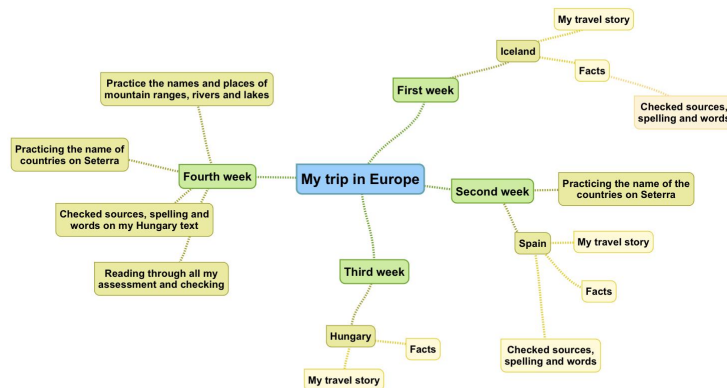 My trip in Europe
First week
Iceland
My travel story
Facts
Checked sources,
spelling and words
Second week
Practicing the name of the
countries on Seterra
Spain
My travel story
Facts
Checked sources,
spelling and words
Third week
Hungary
Facts
My travel story
Fourth week
Practice the names and places of
mountain ranges, rivers and lakes
Practicing the name of
countries on Seterra
Checked sources, spelling and
words on my Hungary text
Reading through all my
assessment and checking